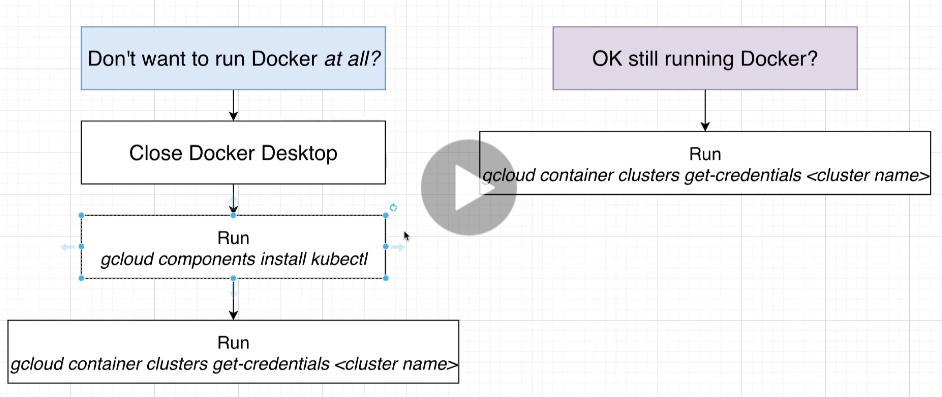 Don't want to run Docker at all?
Close Docker Desktop
Run
gcloud components install kubectl
Run
gcloud container clusters get-credentials <cluster name>
OK still running Docker?
Run
gcloud container clusters get-credentials <cluster name>